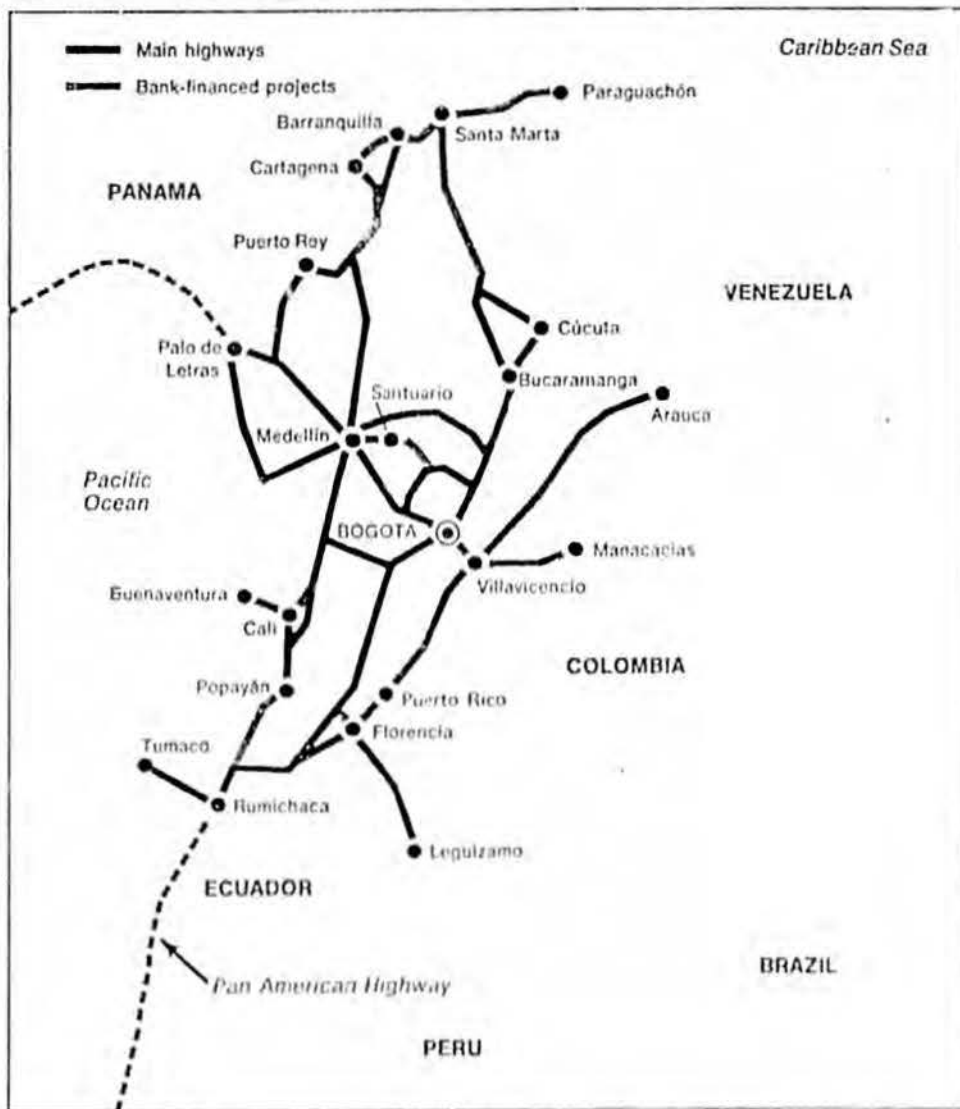 Main highways
Caribbean Sea
Bank-financed projects
Paraguachón
Barranquilla
Santa Marta
Cartagena
PANAMA
Puerto Rey
VENEZUELA
Cúcuta
Palo de
Letras
Bucaramanga
Santuario
Arauca
Medellín
Pacific
Ocean
BOGOTA
Manacacías
Villavicencio
Buenaventura
Cali
COLOMBIA
Popayán
Puerto Rico
Florencia
Tumaco
Rumichaca
Leguízamo
ECUADOR
BRAZIL
Pan American Highway
PERU